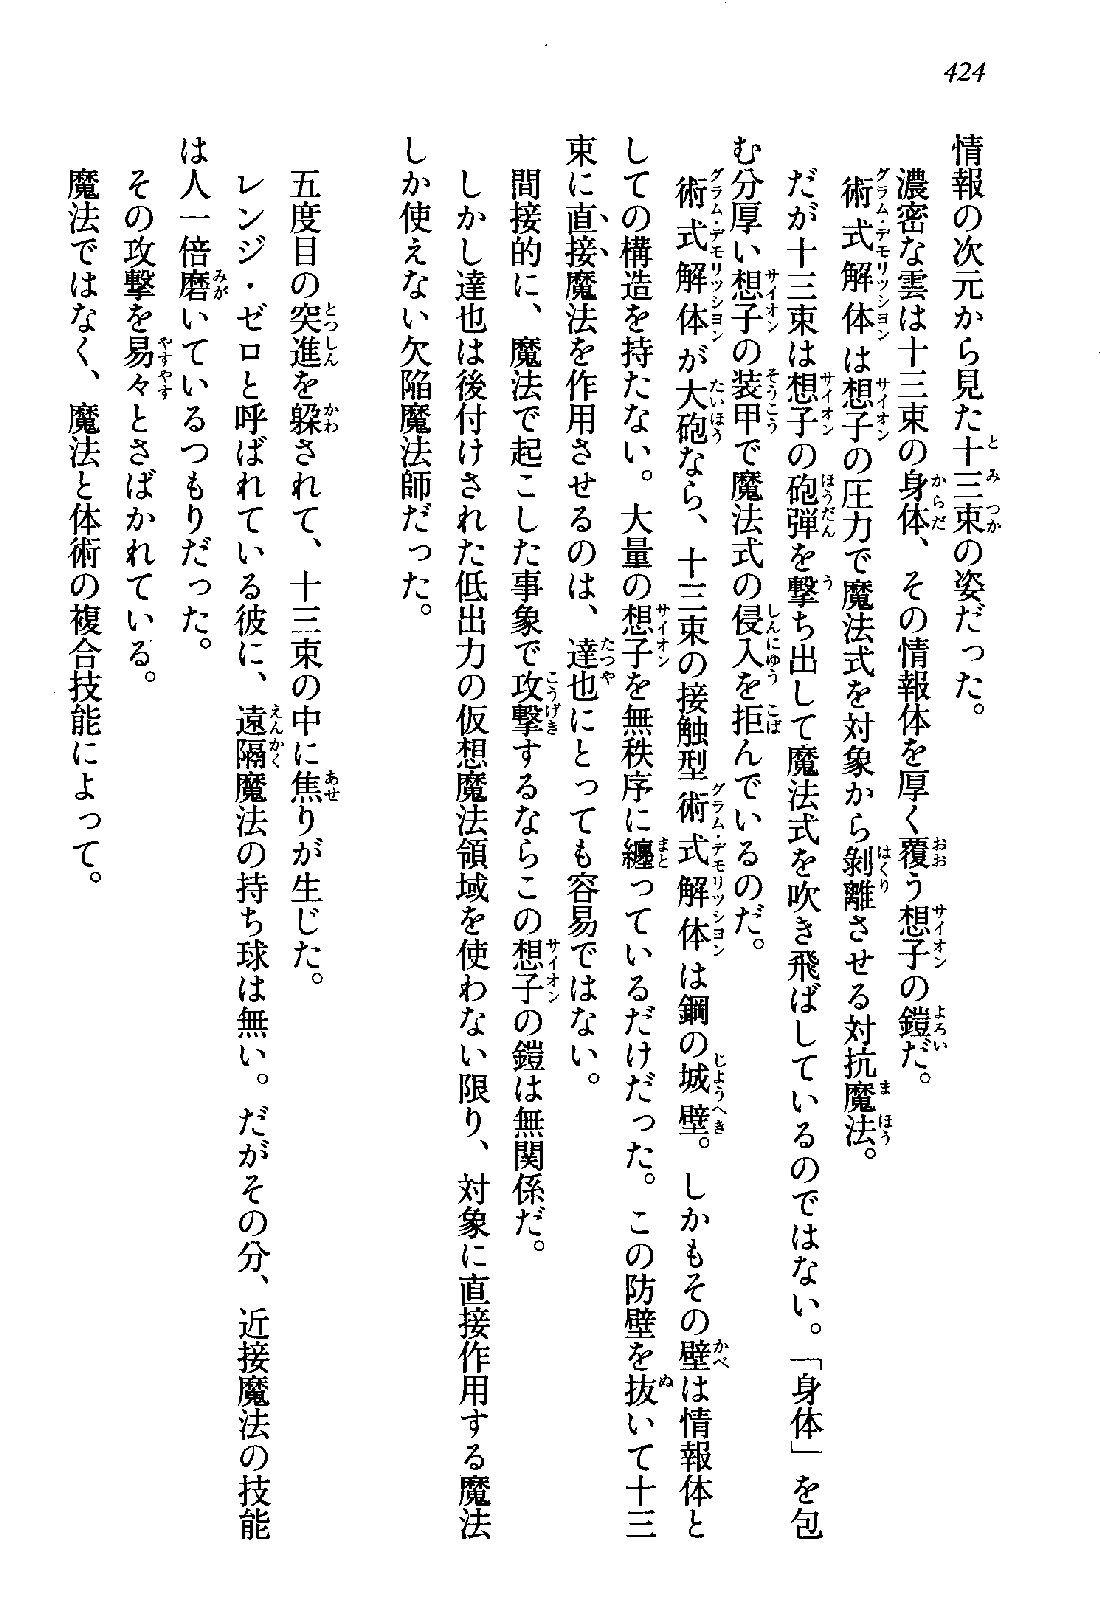 424
情報の次元から見た十三束の姿だった。
濃密な雲は十三束の身体、その情報体を厚く覆う想子の鎧だ。
術式解体は想子の圧力で魔法式を対象から剝離させる対抗魔法。
だが十三束は想子の砲弾を撃ち出して魔法式を吹き飛ばしているのではない。「身体」を包
む分厚い想子の装甲で魔法式の侵入を拒んでいるのだ。
術式解体が大砲なら、十三束の接触型術式解体は鋼の城壁。しかもその壁は情報体と
しての構造を持たない。大量の想子を無秩序に纏っているだけだった。この防壁を抜いて十三
束に直接魔法を作用させるのは、達也にとっても容易ではない。
間接的に、魔法で起こした事象で攻撃するならこの想子の鎧は無関係だ。
しかし達也は後付けされた低出力の仮想魔法領域を使わない限り、対象に直接作用する魔法
しか使えない欠陥魔法師だった。
五度目の突進を躱されて、十三束の中に焦りが生じた。
レンジ・ゼロと呼ばれている彼に、遠隔魔法の持ち球は無い。だがその分、近接魔法の技能
は人一倍磨いているつもりだった。
その攻撃を易々とさばかれている。
魔法ではなく、魔法と体術の複合技能によって。